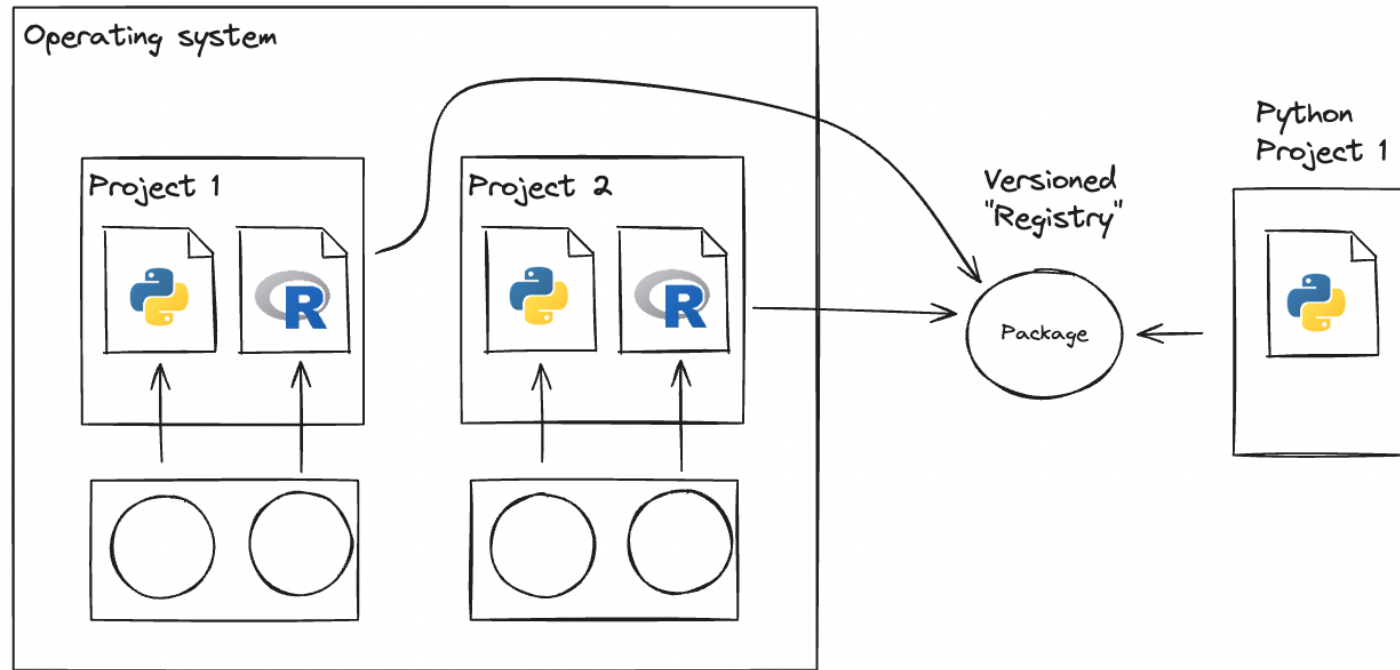 Operating system
Project 1
Project 2
R
R
Versioned
"Registry"
Package
Python
Project 1